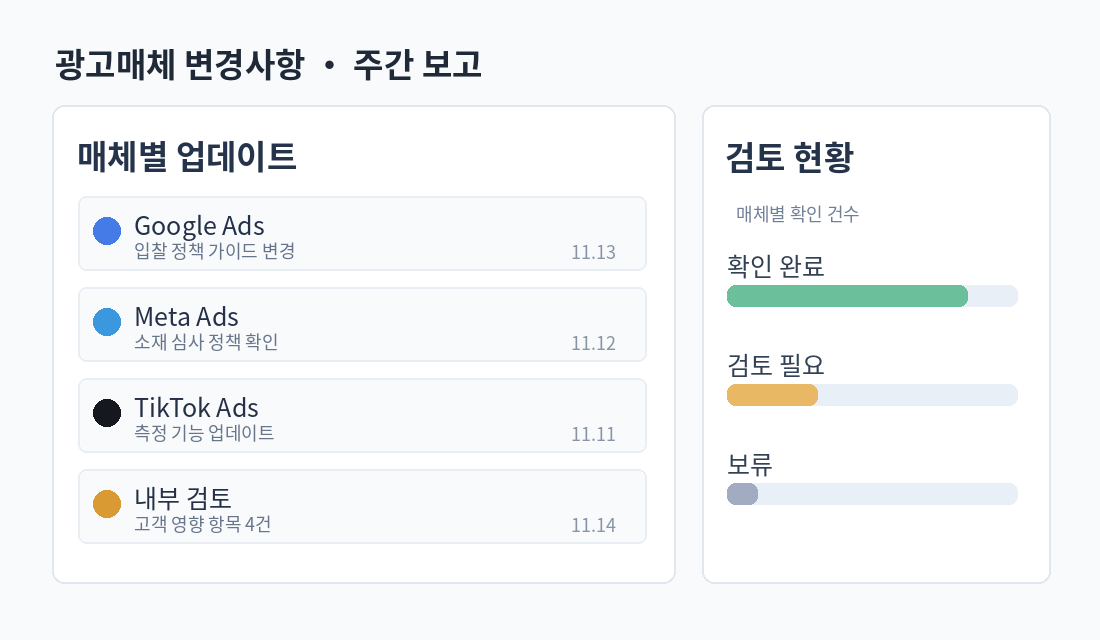 광고매체 변경사항 • 주간 보고
매체별 업데이트
Google Ads
입찰 정책 가이드 변경
11.13
Meta Ads
소재 심사 정책 확인
11.12
TikTok Ads
측정 기능 업데이트
11.11
내부 검토
고객 영향 항목 4건
11.14
검토 현황
매체별 확인 건수
확인 완료
검토 필요
보류